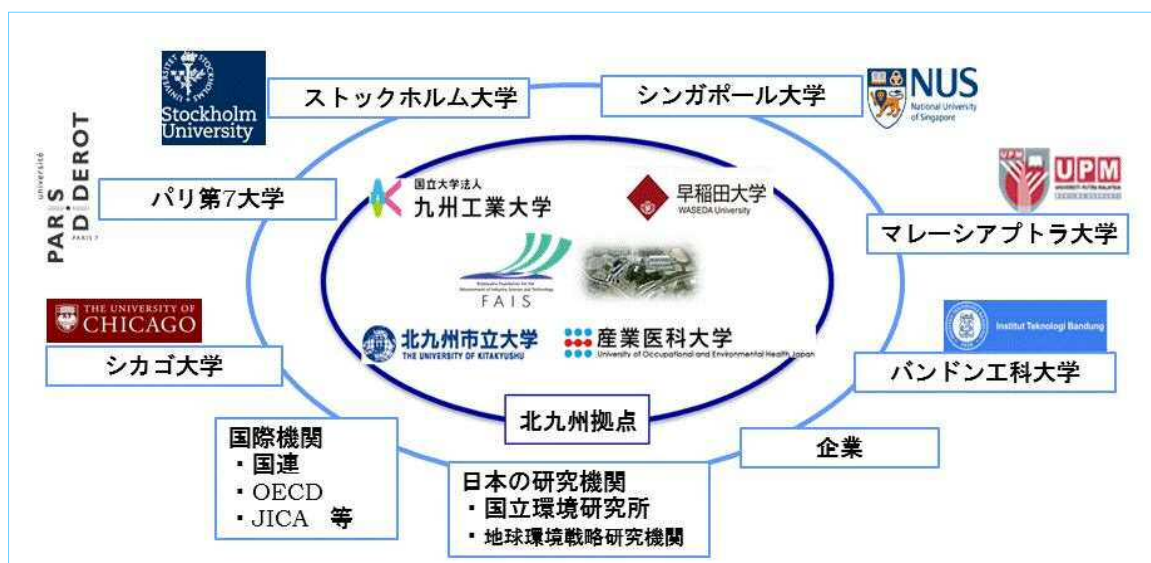 Stockholm
University
ストックホルム大学
シンガポール大学
NUS
National University
of Singapore
université
PARIS
DIDEROT
PARIS 7
パリ第7大学
国立大学法人
九州工業大学
早稲田大学
WASEDA University
UPM
マレーシアプトラ大学
FAIS
THE UNIVERSITY OF
CHICAGO
シカゴ大学
北九州市立大学
THE UNIVERSITY OF KITAKYUSHU
産業医科大学
University of Occupational and Environmental Health Japan
Institut Teknologi Bandung
バンドン工科大学
北九州拠点
国際機関
・国連
・OECD
・JICA 等
日本の研究機関
・国立環境研究所
・地球環境戦略研究機関
企業